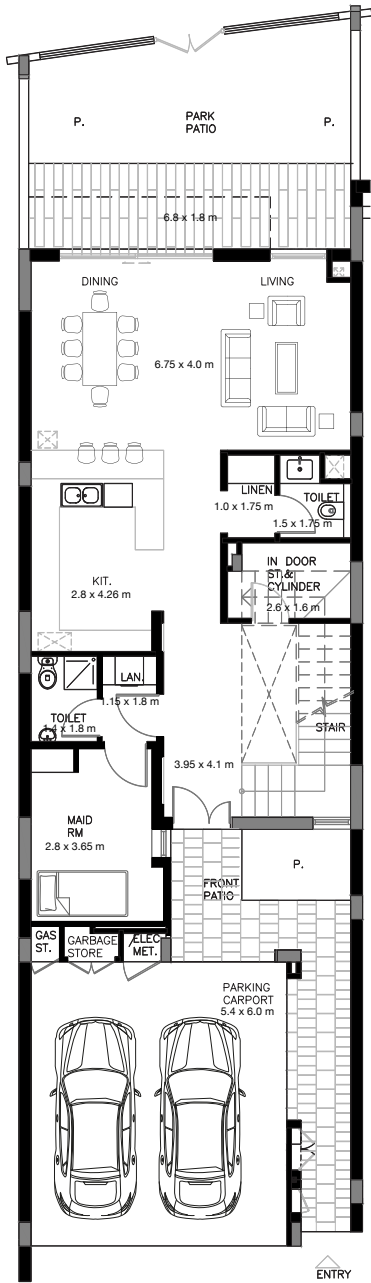 P.
PARK
PATIO
P.
6.8 x 1.8 m
DINING
LIVING
6.75 x 4.0 m
LINEN
1.0 x 1.75 m
TOILET
1.5 x 1.75 m
KIT.
2.8 x 4.26 m
IN DOOR
ST.&
CYLINDER
2.6 x 1.6 m
LAN.
1.15 x 1.8 m
TOILET
1.4 x 1.8 m
STAIR
3.95 x 4.1 m
MAID
RM
2.8 x 3.65 m
P.
FRONT
PATIO
GAS
ST.
GARBAGE
STORE
ELEC
MET.
PARKING
CARPORT
5.4 x 6.0 m
ENTRY